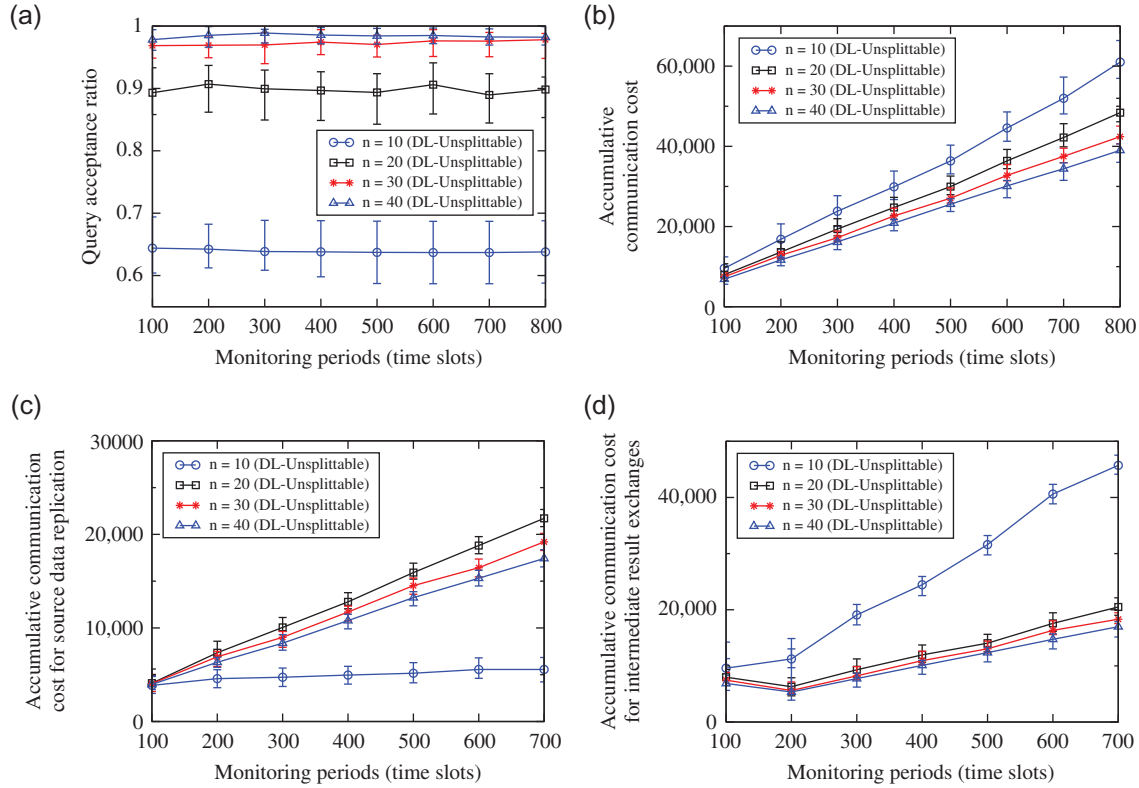 (a)
1
0.9
0.8
0.7
0.6
Query acceptance ratio
n = 10 (DL-Unsplittable)
n = 20 (DL-Unsplittable)
n = 30 (DL-Unsplittable)
n = 40 (DL-Unsplittable)
100 200 300 400 500 600 700 800
Monitoring periods (time slots)
(b)
60,000
40,000
20,000
0
Accumulative
communication cost
n = 10 (DL-Unsplittable)
n = 20 (DL-Unsplittable)
n = 30 (DL-Unsplittable)
n = 40 (DL-Unsplittable)
100 200 300 400 500 600 700 800
Monitoring periods (time slots)
(c)
30000
20,000
10,000
0
Accumulative communication
cost for source data replication
n = 10 (DL-Unsplittable)
n = 20 (DL-Unsplittable)
n = 30 (DL-Unsplittable)
n = 40 (DL-Unsplittable)
100 200 300 400 500 600 700
Monitoring periods (time slots)
(d)
40,000
20,000
0
Accumulative communication cost
for intermediate result exchanges
n = 10 (DL-Unsplittable)
n = 20 (DL-Unsplittable)
n = 30 (DL-Unsplittable)
n = 40 (DL-Unsplittable)
100 200 300 400 500 600 700
Monitoring periods (time slots)